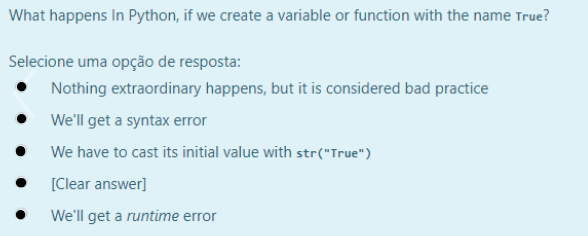 What happens In Python, if we create a variable or function with the name True?
Selecione uma opção de resposta:
Nothing extraordinary happens, but it is considered bad practice
We'll get a syntax error
We have to cast its initial value with str("True")
[Clear answer]
We'll get a runtime error